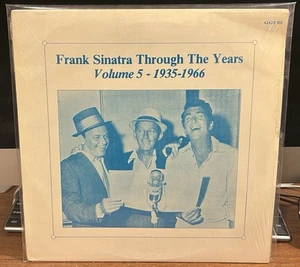 Frank Sinatra Through The Years
Volume 5 - 1935-1966